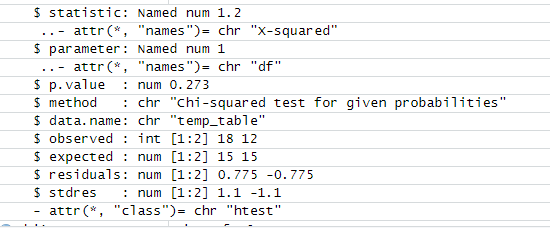 $ statistic: Named num 1.2
..- attr(*, "names")= chr "X-squared"
$ parameter: Named num 1
..- attr(*, "names")= chr "df"
$ p.value  : num 0.273
$ method   : chr "Chi-squared test for given probabilities"
$ data.name: chr "temp_table"
$ observed : int [1:2] 18 12
$ expected : num [1:2] 15 15
$ residuals: num [1:2] 0.775 -0.775
$ stdres   : num [1:2] 1.1 -1.1
- attr(*, "class")= chr "htest"